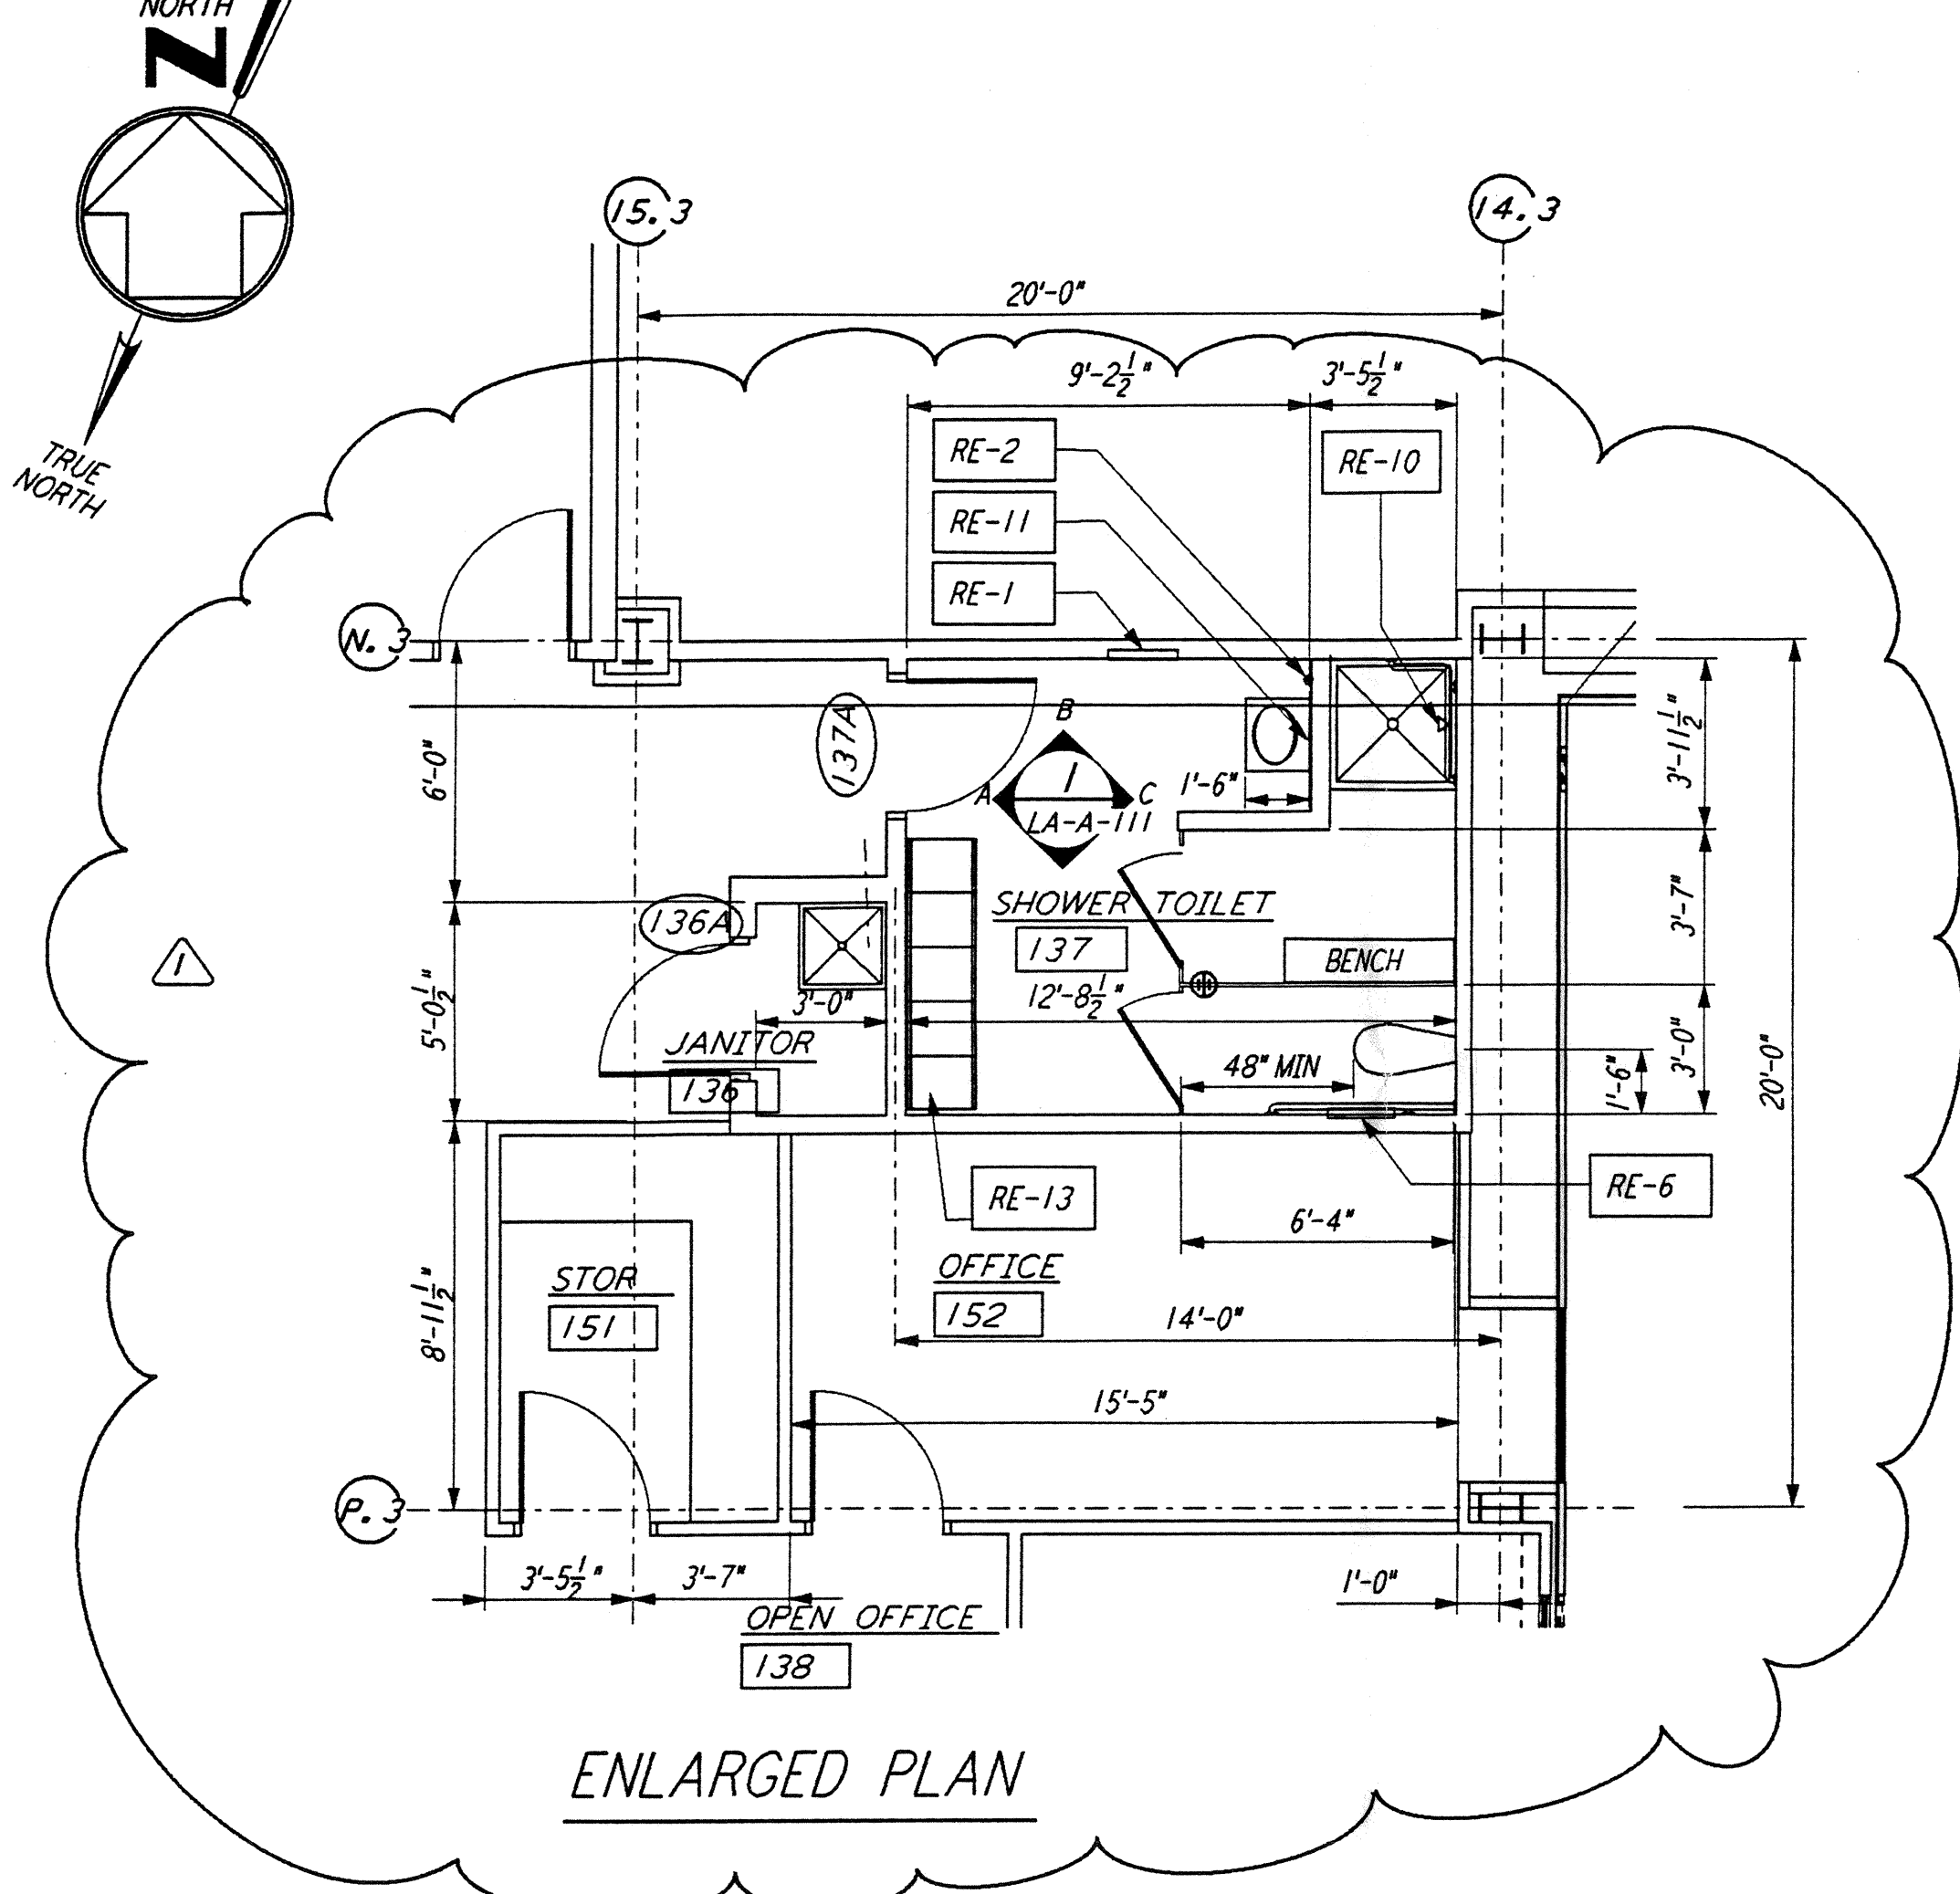 NORTH
Z
TRUE
NORTH
15.3
14.3
20'-0"
9'-2 1/2"
3'-5 1/2"
RE-2
RE-10
RE-11
RE-1
N.3
137A
B
1
A
C
LA-A-111
1'-6"
3'-11 1/2"
6'-0"
136A
SHOWER TOILET
137
BENCH
3'-7"
1
12'-8 1/2"
3'-0"
5'-0 1/2"
JANITOR
136
48" MIN
1'-6"
3'-0"
20'-0"
RE-13
RE-6
6'-4"
STOR
151
OFFICE
152
14'-0"
8'-11 1/2"
15'-5"
P.3
3'-5 1/2"
3'-7"
1'-0"
OPEN OFFICE
138
ENLARGED PLAN